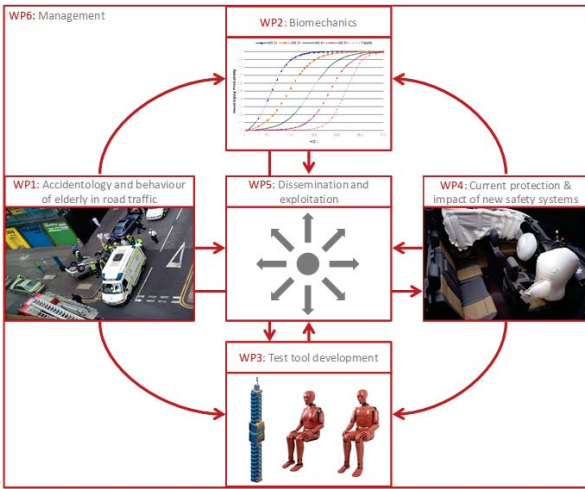 WP6: Management
WP2: Biomechanics
WP1: Accidentology and behaviour
of elderly in road traffic
WP5: Dissemination and
exploitation
WP4: Current protection &
impact of new safety systems
WP3: Test tool development